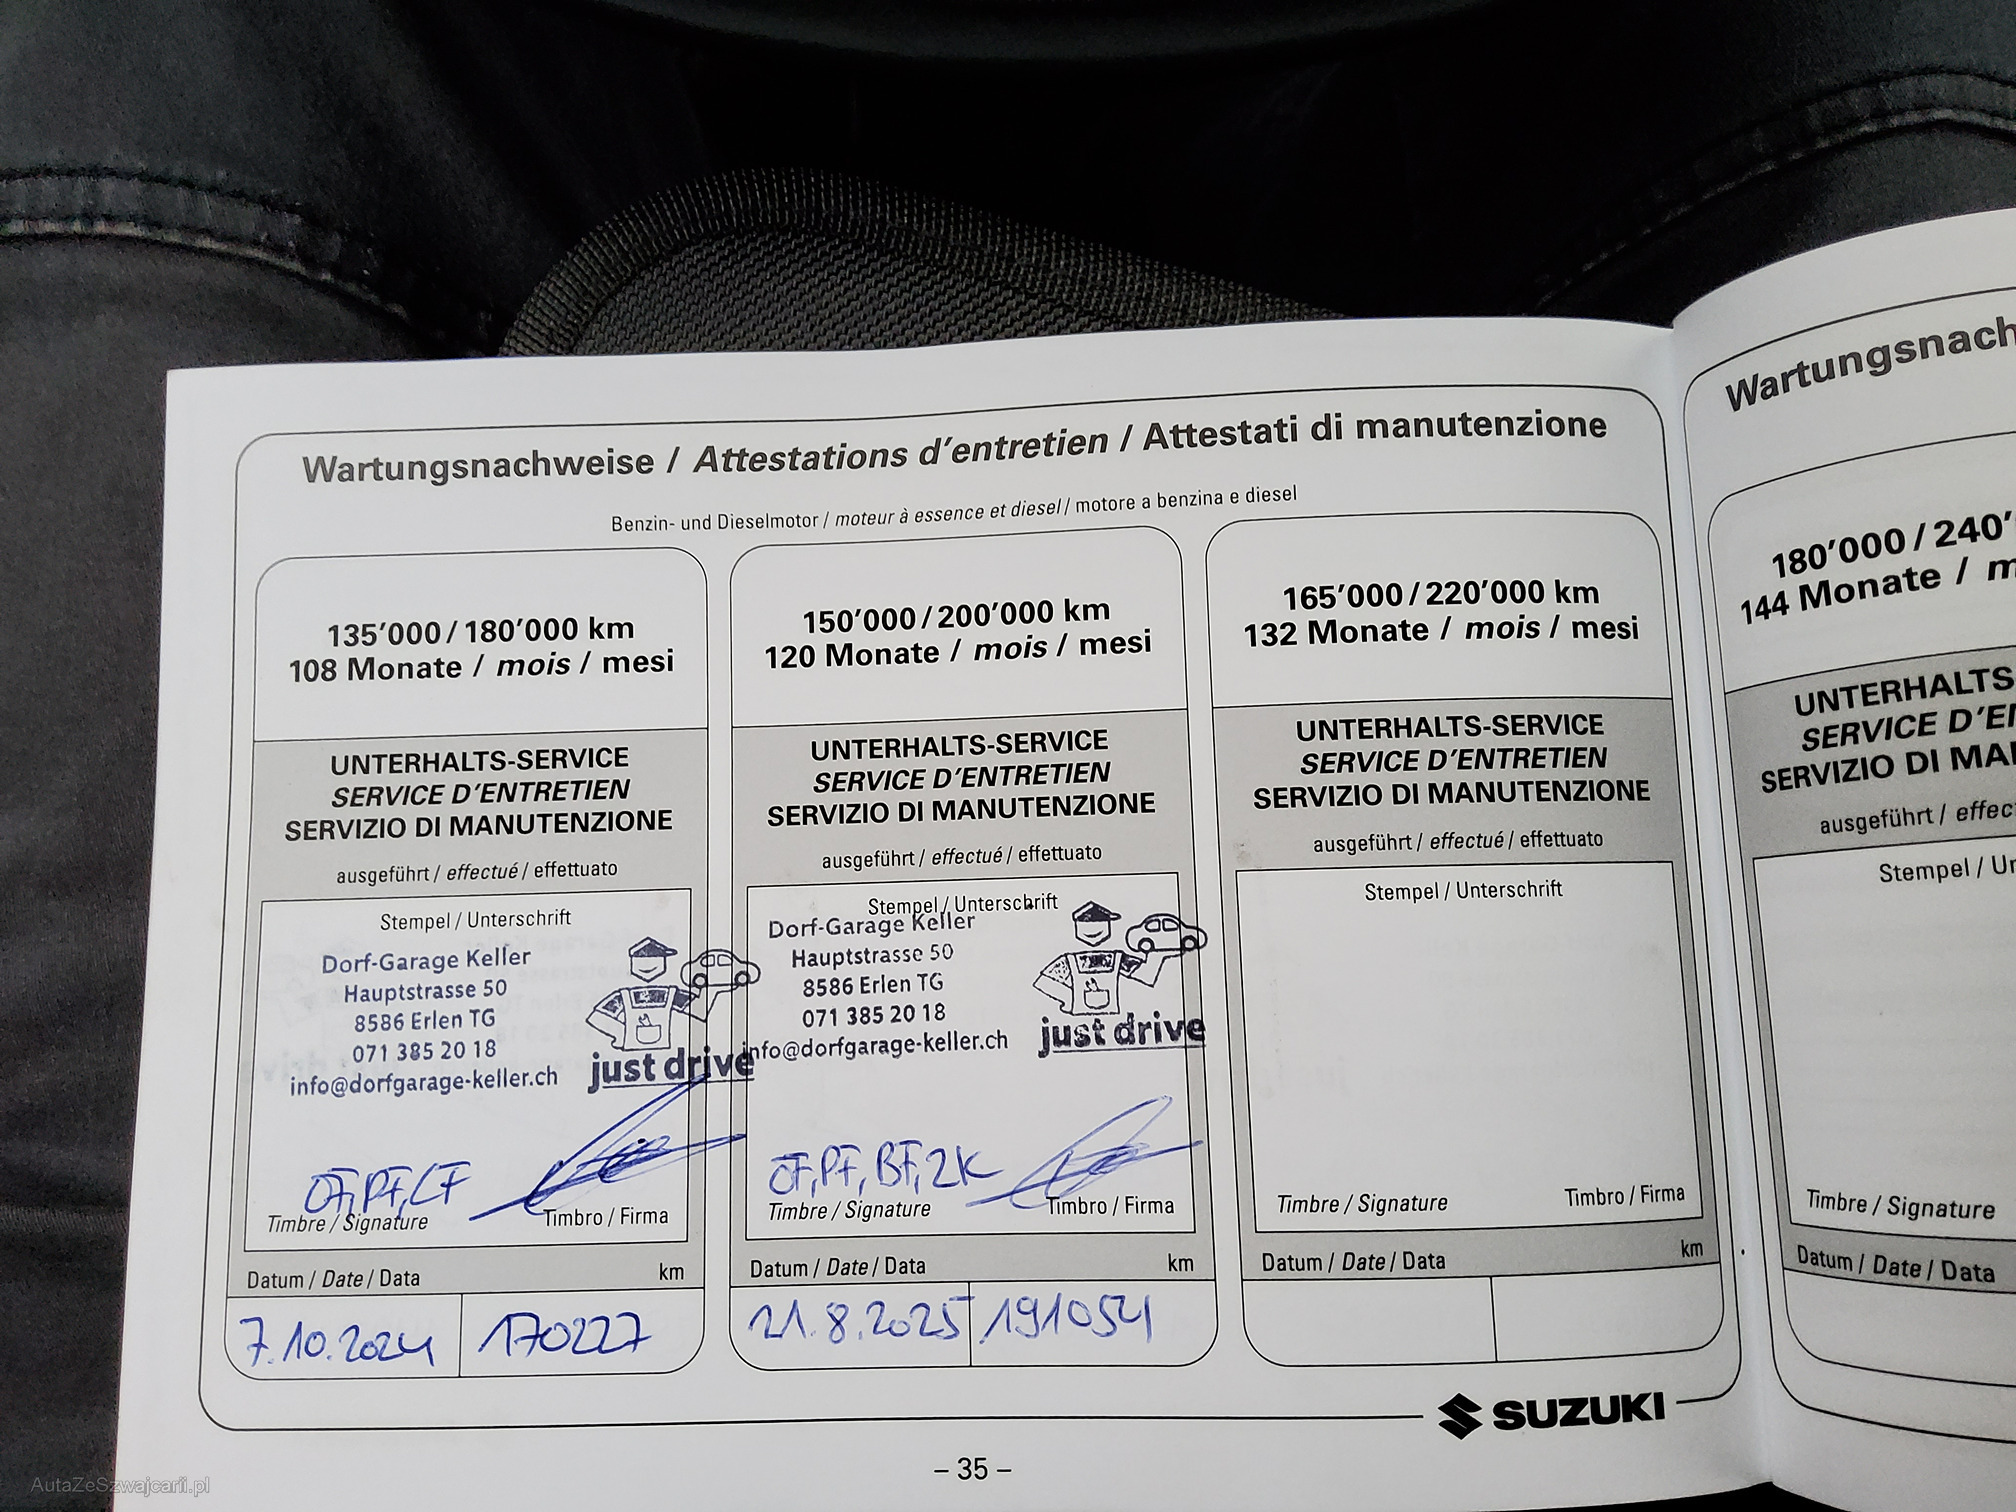 Wartungsnachweise / Attestations d'entretien / Attestati di manutenzione
Benzin- und Dieselmotor / moteur à essence et diesel / motore a benzina e diesel
135'000 / 180'000 km
108 Monate / mois / mesi
UNTERHALTS-SERVICE
SERVICE D'ENTRETIEN
SERVIZIO DI MANUTENZIONE
ausgeführt / effectué / effettuato
Stempel / Unterschrift
Dorf-Garage Keller
Hauptstrasse 50
8586 Erlen TG
071 385 20 18
info@dorfgarage-keller.ch
just drive
OF, PF, CF
Timbre / Signature
Timbro / Firma
Datum / Date / Data
km
7.10.2024
170227
150'000 / 200'000 km
120 Monate / mois / mesi
UNTERHALTS-SERVICE
SERVICE D'ENTRETIEN
SERVIZIO DI MANUTENZIONE
ausgeführt / effectué / effettuato
Stempel / Unterschrift
Dorf-Garage Keller
Hauptstrasse 50
8586 Erlen TG
071 385 20 18
info@dorfgarage-keller.ch
just drive
OF, PF, BF, ZK
Timbre / Signature
Timbro / Firma
Datum / Date / Data
km
21.8.2025
191054
165'000 / 220'000 km
132 Monate / mois / mesi
UNTERHALTS-SERVICE
SERVICE D'ENTRETIEN
SERVIZIO DI MANUTENZIONE
ausgeführt / effectué / effettuato
Stempel / Unterschrift
Timbre / Signature
Timbro / Firma
Datum / Date / Data
km
SUZUKI
– 35 –
Wartungsnach
180'000 / 240'
144 Monate / m
UNTERHALTS
SERVICE D'E
SERVIZIO DI MA
ausgeführt / effec
Stempel / Un
Timbre / Signature
Datum / Date / Data
AutaZeSzwajcarii.pl